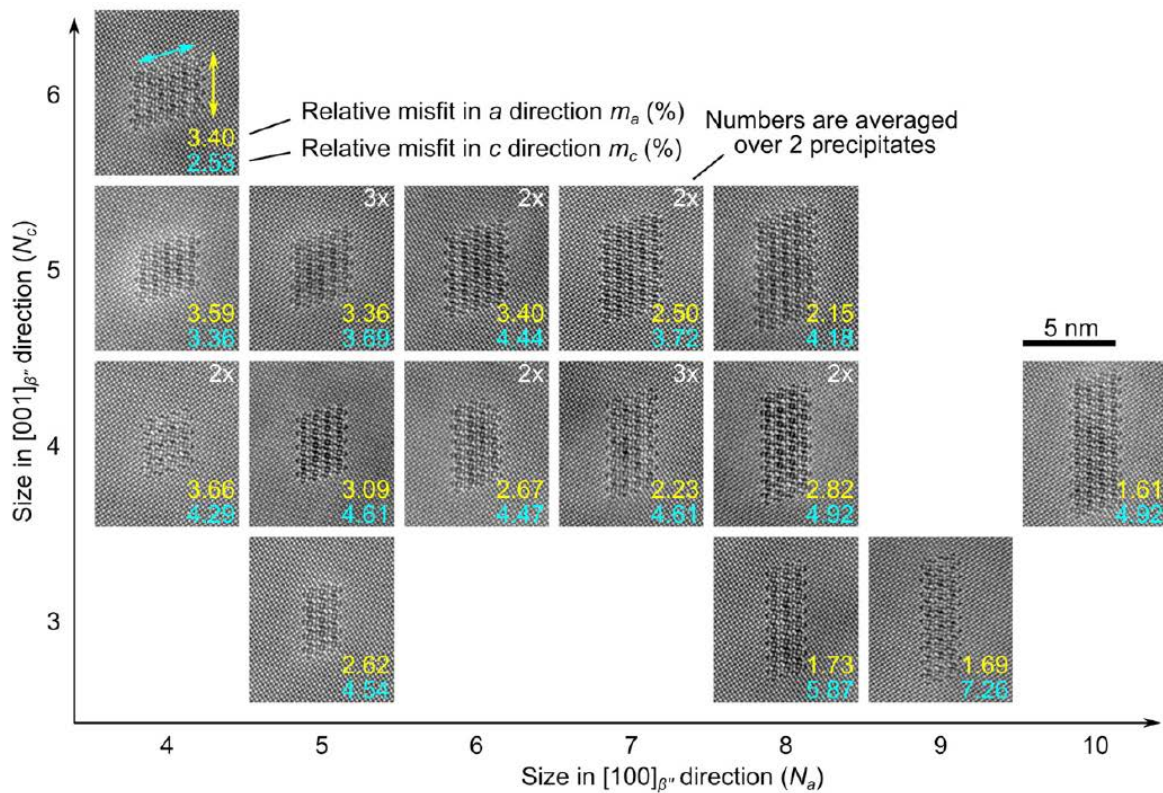 6
3.40
2.53
Relative misfit in a direction mₐ (%)
Relative misfit in c direction m_c (%)
Numbers are averaged
over 2 precipitates
Size in [001]β″ direction (N_c)
5
3.59
3.36
3x
3.36
3.69
2x
3.40
4.44
2x
2.50
3.72
2.15
4.18
5 nm
4
2x
3.66
4.29
3.09
4.61
2x
2.67
4.47
3x
2.23
4.61
2x
2.82
4.92
1.61
4.92
3
2.62
4.54
1.73
5.87
1.69
7.26
4 5 6 7 8 9 10
Size in [100]β″ direction (Nₐ)